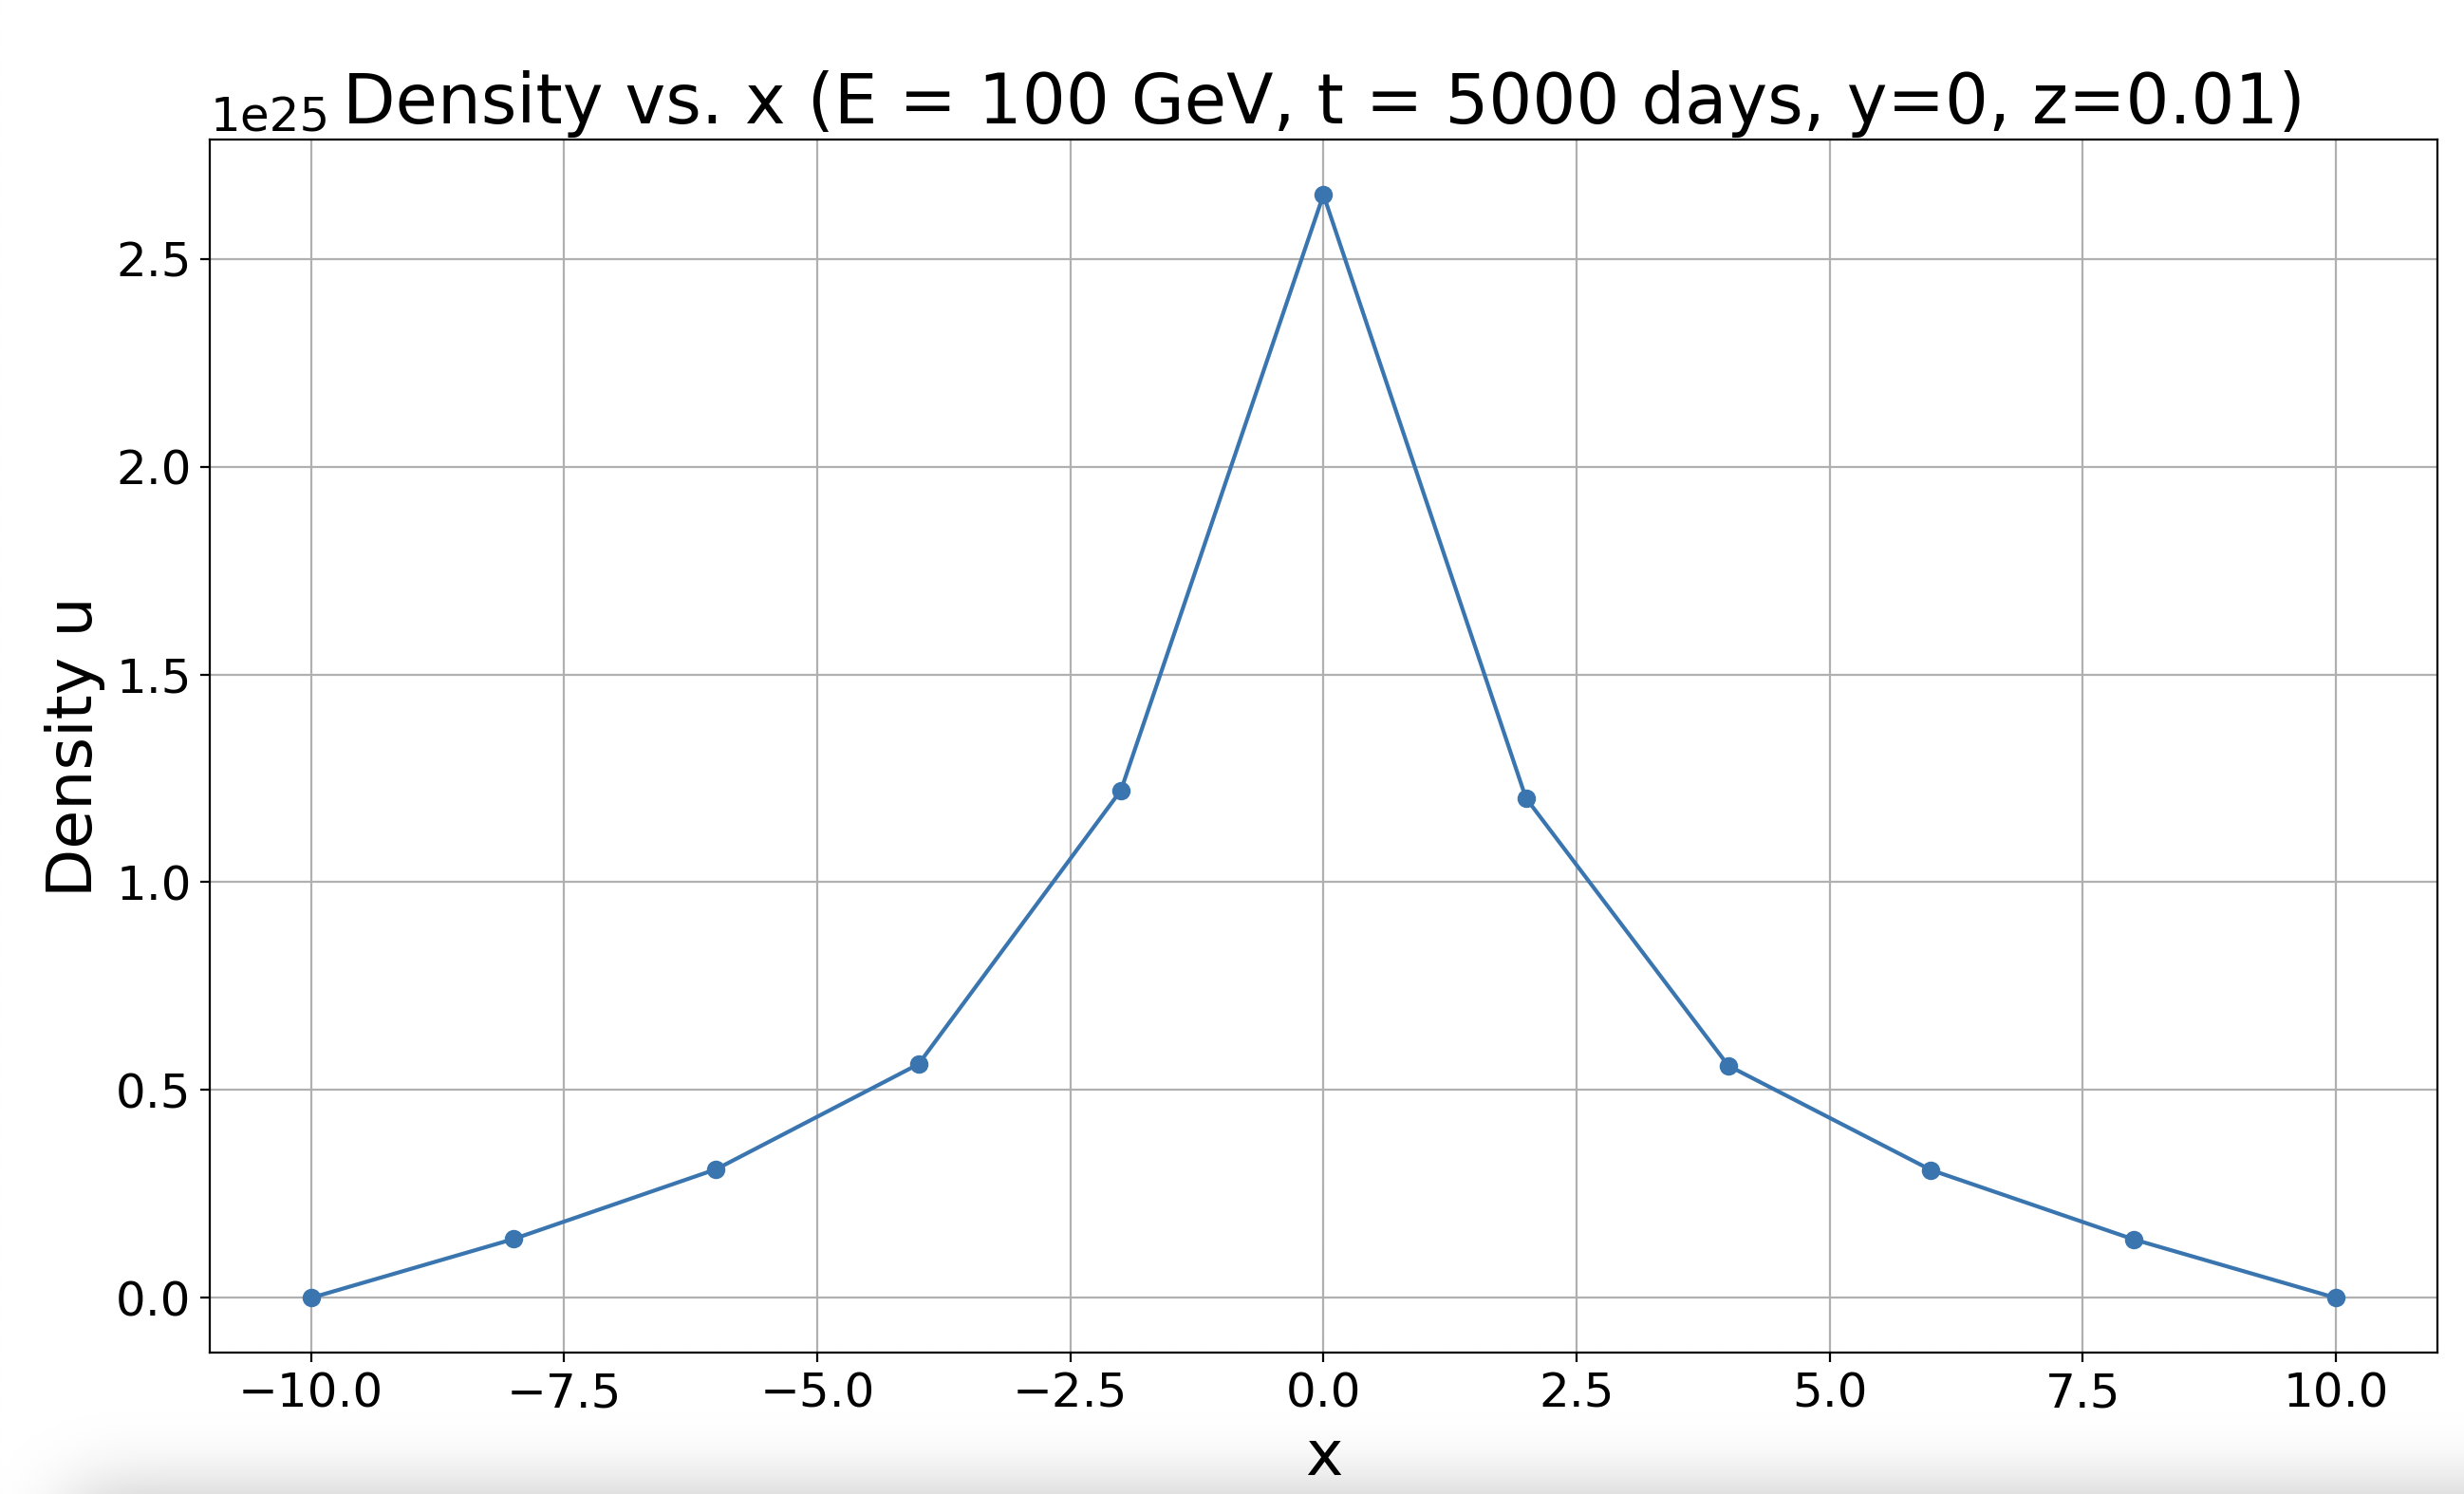 1e25
Density vs. x (E = 100 GeV, t = 5000 days, y=0, z=0.01)
Density u
2.5
2.0
1.5
1.0
0.5
0.0
−10.0 −7.5 −5.0 −2.5 0.0 2.5 5.0 7.5 10.0
x